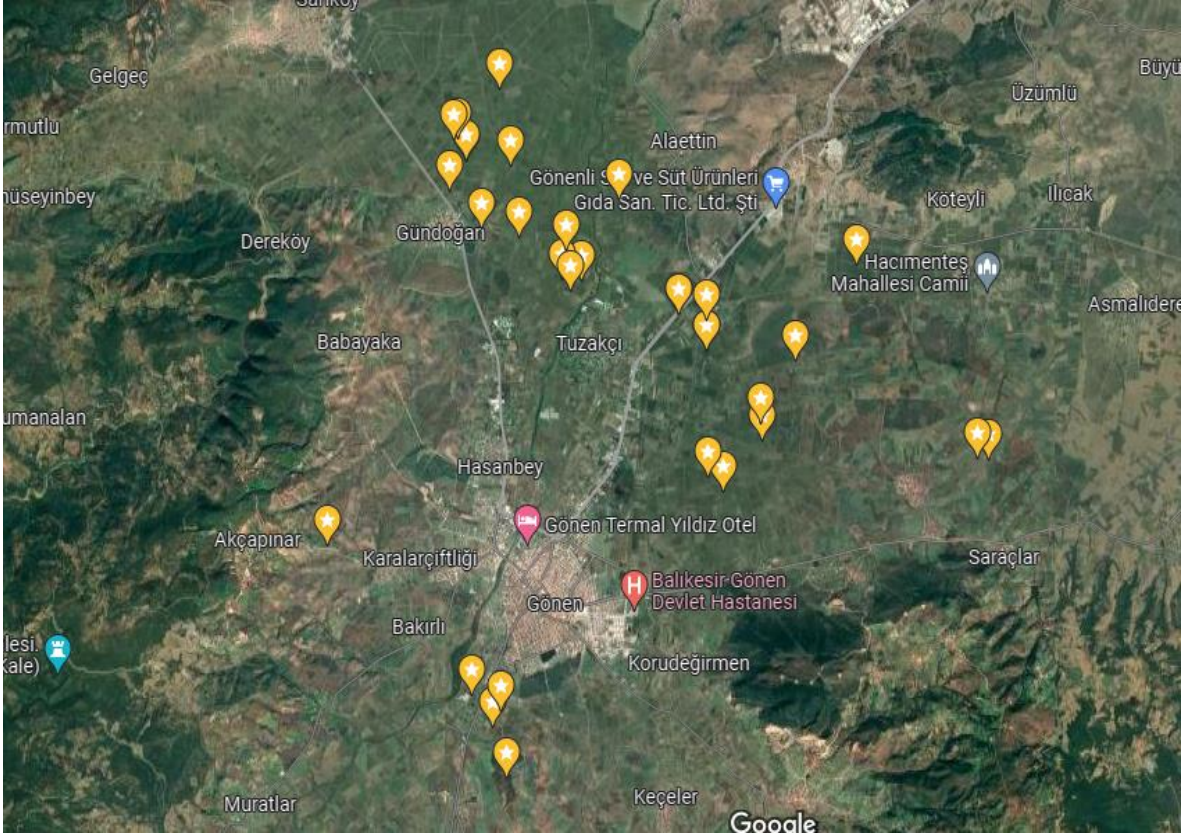 Sarıköy
Gelgeç
Büyü
Üzümlü
rmutlu
Alaettin
Gönenli S ve Süt Ürünleri
Gıda San. Tic. Ltd. Şti
hüseyinbey
Köteyli
Ilıcak
Gündoğan
Dereköy
Hacımenteş
Mahallesi Camii
Asmalıdere
Babayaka
Tuzakçı
umanalan
Hasanbey
Akçapınar
Gönen Termal Yıldız Otel
Karalarçiftliği
Saraçlar
H
Balıkesir Gönen
Devlet Hastanesi
Gönen
Bakırlı
lesi.
Kale)
Korudeğirmen
Muratlar
Keçeler
Google